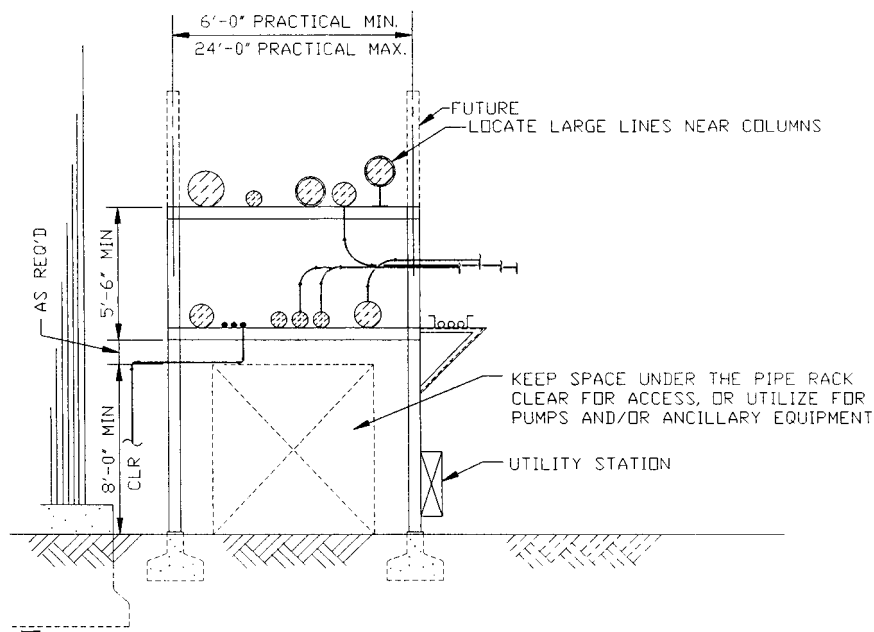 6'-0" PRACTICAL MIN.
24'-0" PRACTICAL MAX.
FUTURE
LOCATE LARGE LINES NEAR COLUMNS
AS REQ'D
5'-6" MIN
8'-0" MIN
CLR
KEEP SPACE UNDER THE PIPE RACK
CLEAR FOR ACCESS, OR UTILIZE FOR
PUMPS AND/OR ANCILLARY EQUIPMENT
UTILITY STATION